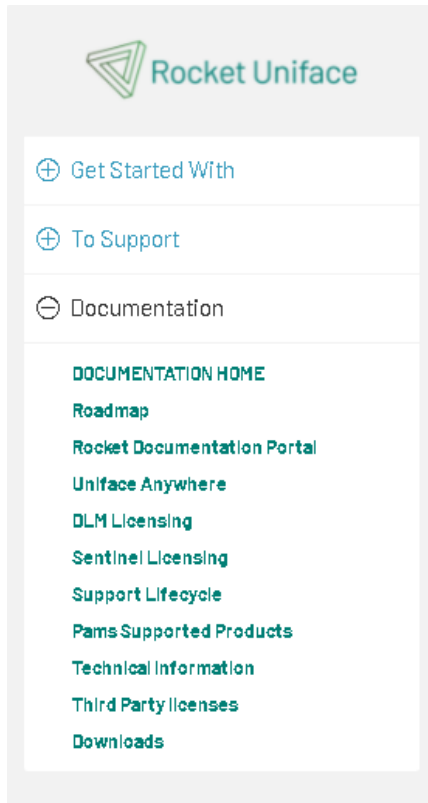 Rocket Uniface
Get Started With
To Support
Documentation
DOCUMENTATION HOME
Roadmap
Rocket Documentation Portal
Uniface Anywhere
DLM Licensing
Sentinel Licensing
Support Lifecycle
Pams Supported Products
Technical Information
Third Party licenses
Downloads